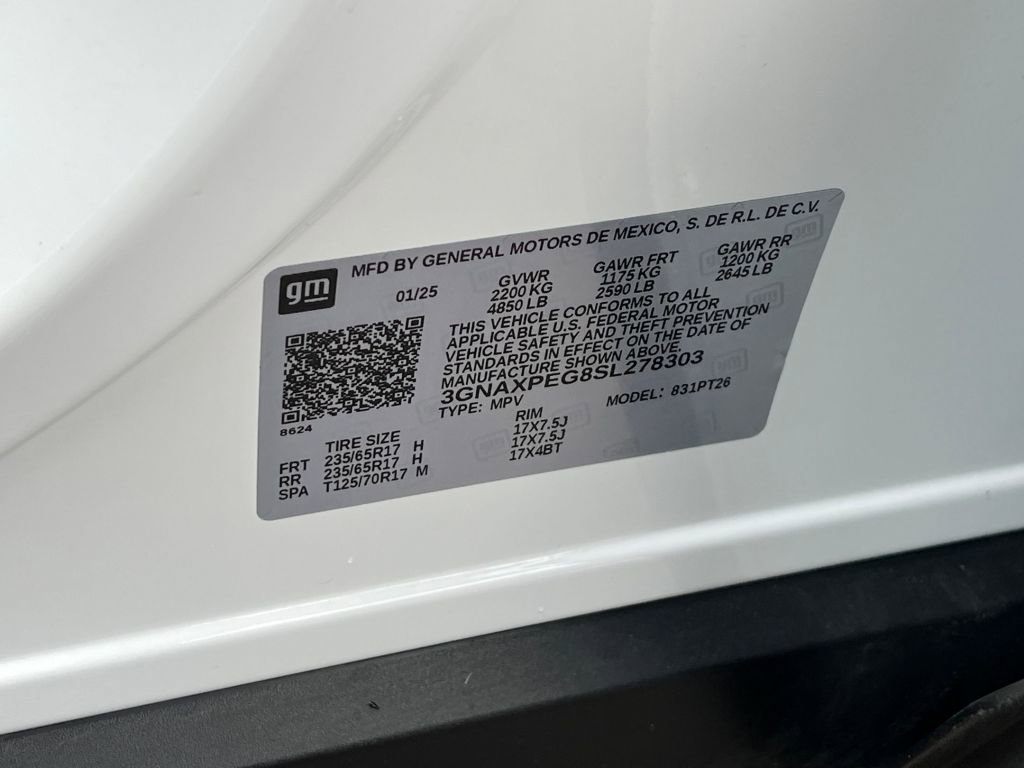 gm MFD BY GENERAL MOTORS DE MEXICO, S. DE R.L. DE C.V.
01/25 GVWR GAWR FRT GAWR RR
2200 KG 1175 KG 1200 KG
4850 LB 2590 LB 2645 LB
THIS VEHICLE CONFORMS TO ALL
APPLICABLE U.S. FEDERAL MOTOR
VEHICLE SAFETY AND THEFT PREVENTION
STANDARDS IN EFFECT ON THE DATE OF
MANUFACTURE SHOWN ABOVE.
3GNAXPEG8SL278303
TYPE: MPV MODEL: 831PT26
8624
TIRE SIZE RIM
FRT 235/65R17 H 17X7.5J
RR 235/65R17 H 17X7.5J
SPA T125/70R17 M 17X4BT